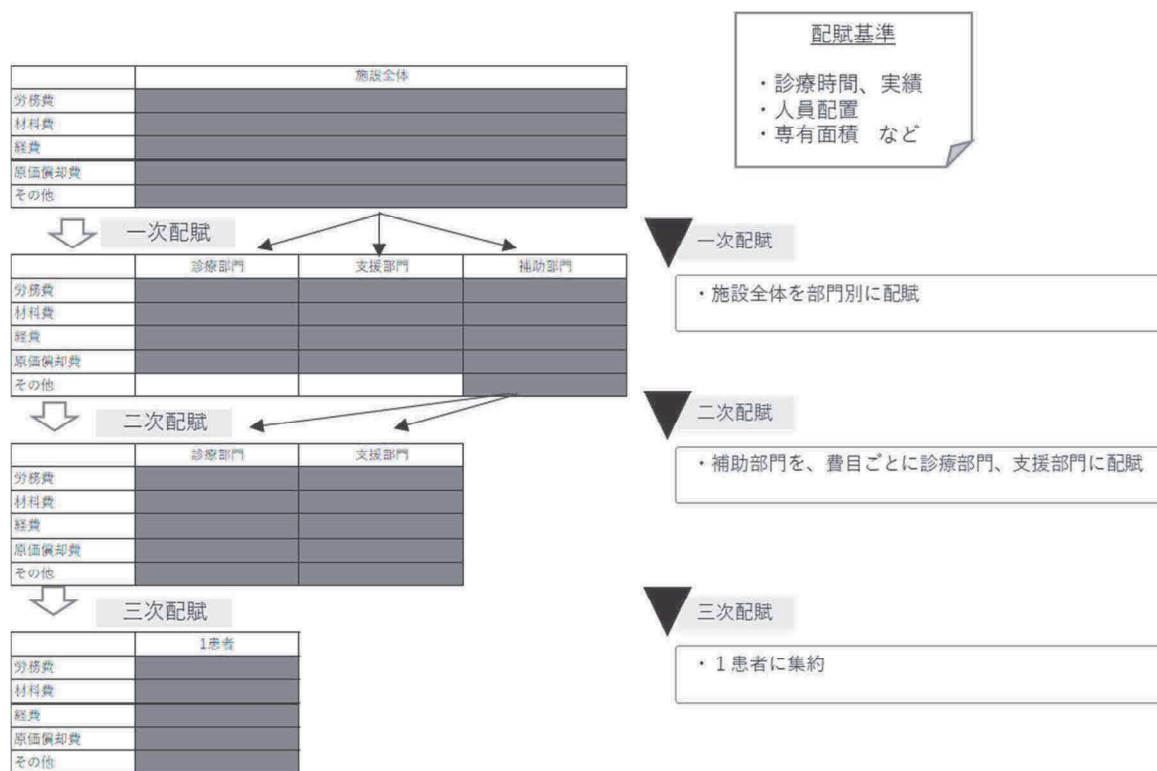 配賦基準
・診療時間、実績
・人員配置
・専有面積　など
施設全体
労務費
材料費
経費
原価償却費
その他
一次配賦
診療部門 支援部門 補助部門
労務費
材料費
経費
原価償却費
その他
二次配賦
診療部門 支援部門
労務費
材料費
経費
原価償却費
その他
三次配賦
1患者
労務費
材料費
経費
原価償却費
その他
一次配賦
・施設全体を部門別に配賦
二次配賦
・補助部門を、費目ごとに診療部門、支援部門に配賦
三次配賦
・１患者に集約